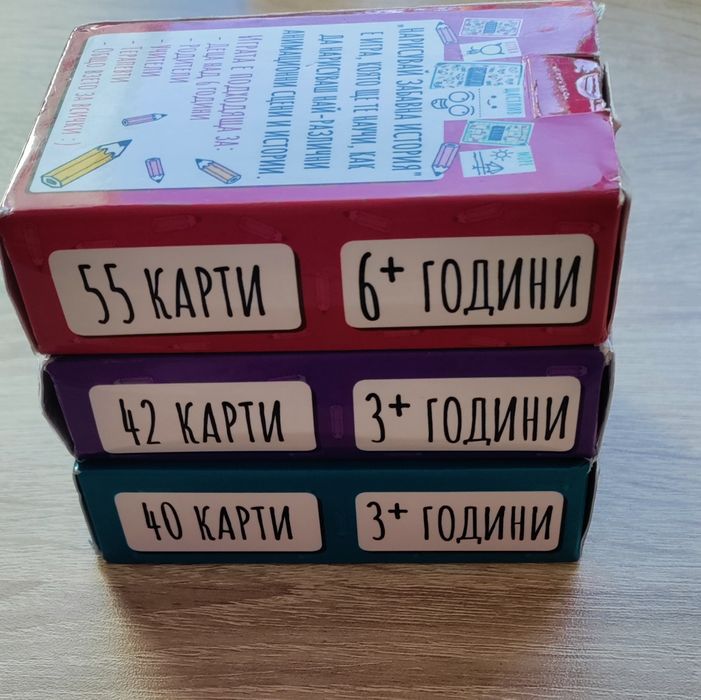 "НАРИСУВАЙ ЗАБАВНА ИСТОРИЯ"
Е ИГРА, КОЯТО ЩЕ ТЕ НАУЧИ, КАК
ДА НАРИСУВАШ НАЙ-РАЗЛИЧНИ
АНИМАЦИОННИ СЦЕНИ И ИСТОРИИ.
ИГРАТА Е ПОДХОДЯЩА ЗА:
- ДЕЦА НАД 6 ГОДИНИ
- РОДИТЕЛИ
- УЧИТЕЛИ
- ТЕРАПЕВТИ
55 КАРТИ
6+ ГОДИНИ
42 КАРТИ
3+ ГОДИНИ
40 КАРТИ
3+ ГОДИНИ